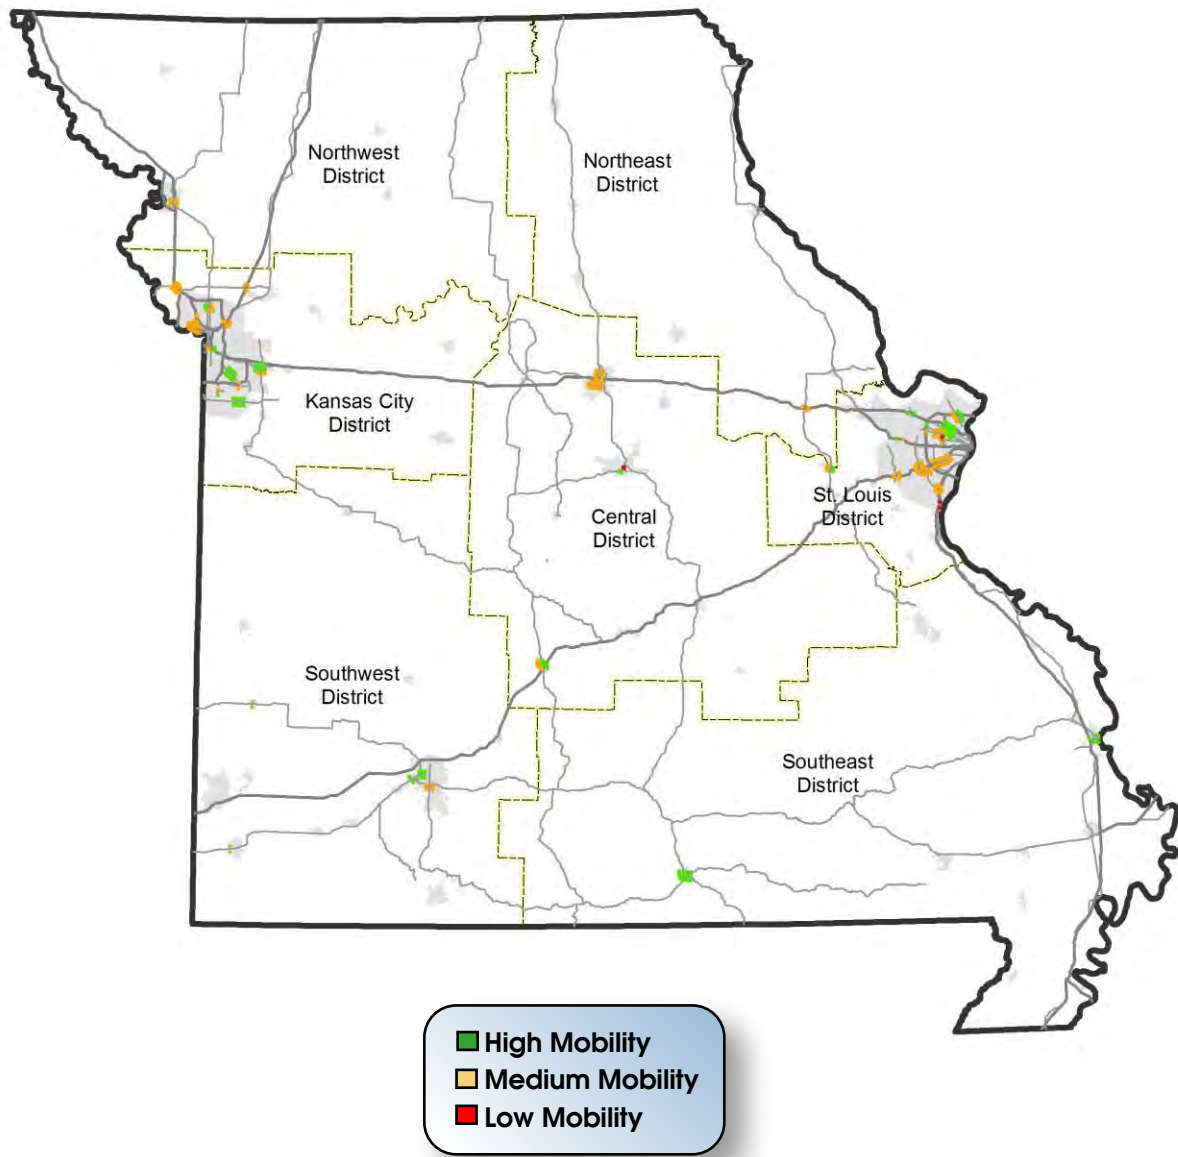 Northwest
District
Northeast
District
Kansas City
District
Central
District
St. Louis
District
Southwest
District
Southeast
District
High Mobility
Medium Mobility
Low Mobility